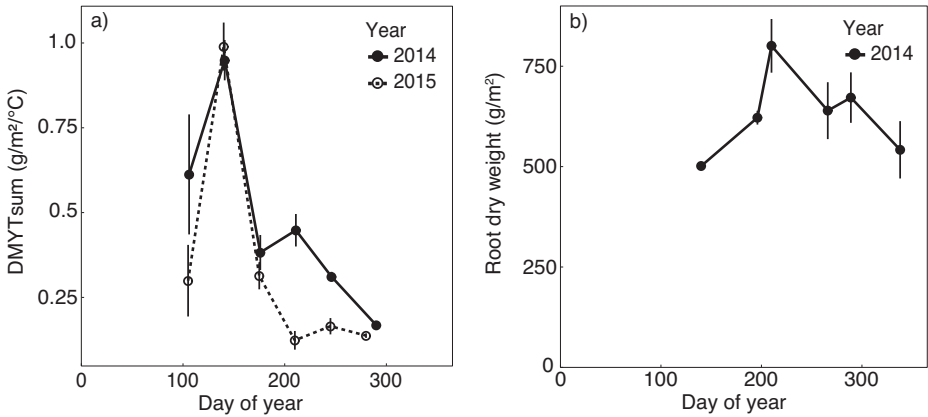 a)
Year
2014
2015
DMYTsum (g/m²/°C)
1.0
0.75
0.5
0.25
0
100
200
300
Day of year
b)
Year
2014
Root dry weight (g/m²)
750
500
250
0
0
100
200
300
Day of year